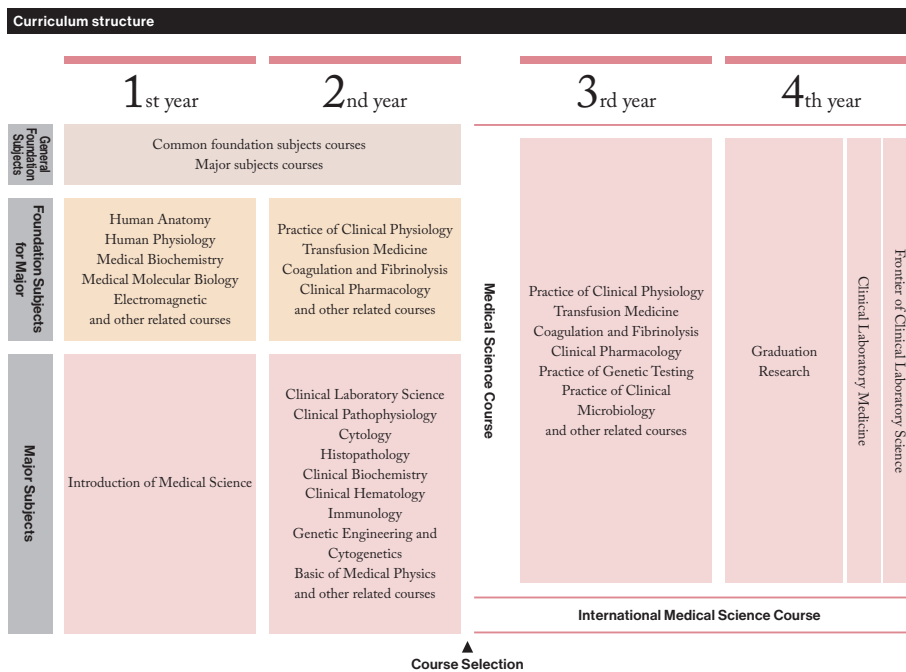 Curriculum structure
1st year
2nd year
3rd year
4th year
General
Foundation
Subjects
Common foundation subjects courses
Major subjects courses
Foundation Subjects
for Major
Human Anatomy
Human Physiology
Medical Biochemistry
Medical Molecular Biology
Electromagnetic
and other related courses
Practice of Clinical Physiology
Transfusion Medicine
Coagulation and Fibrinolysis
Clinical Pharmacology
and other related courses
Major Subjects
Introduction of Medical Science
Clinical Laboratory Science
Clinical Pathophysiology
Cytology
Histopathology
Clinical Biochemistry
Clinical Hematology
Immunology
Genetic Engineering and
Cytogenetics
Basic of Medical Physics
and other related courses
Medical Science Course
Practice of Clinical Physiology
Transfusion Medicine
Coagulation and Fibrinolysis
Clinical Pharmacology
Practice of Genetic Testing
Practice of Clinical
Microbiology
and other related courses
Graduation
Research
Clinical Laboratory Medicine
Frontier of Clinical Laboratory Science
International Medical Science Course
Course Selection